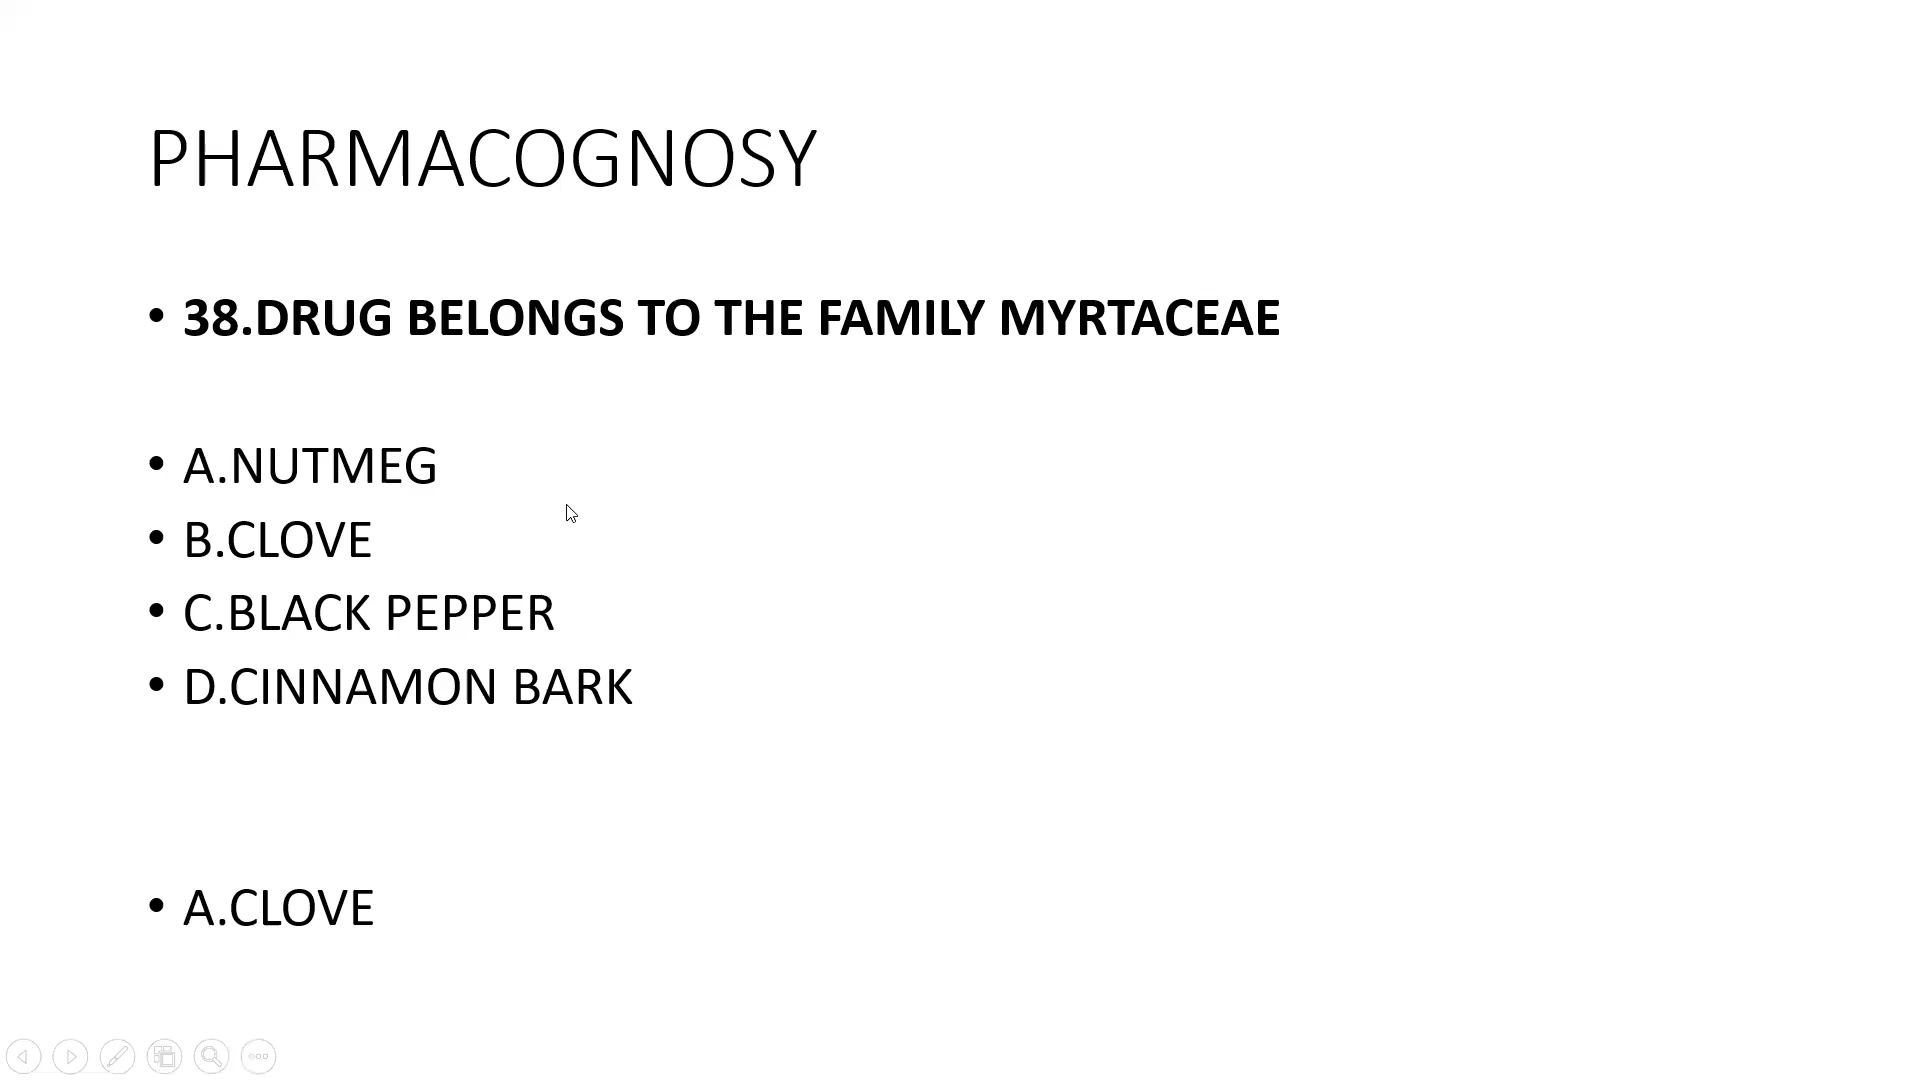 PHARMACOGNOSY
• 38.DRUG BELONGS TO THE FAMILY MYRTACEAE
• A.NUTMEG
• B.CLOVE
• C.BLACK PEPPER
• D.CINNAMON BARK
• A.CLOVE